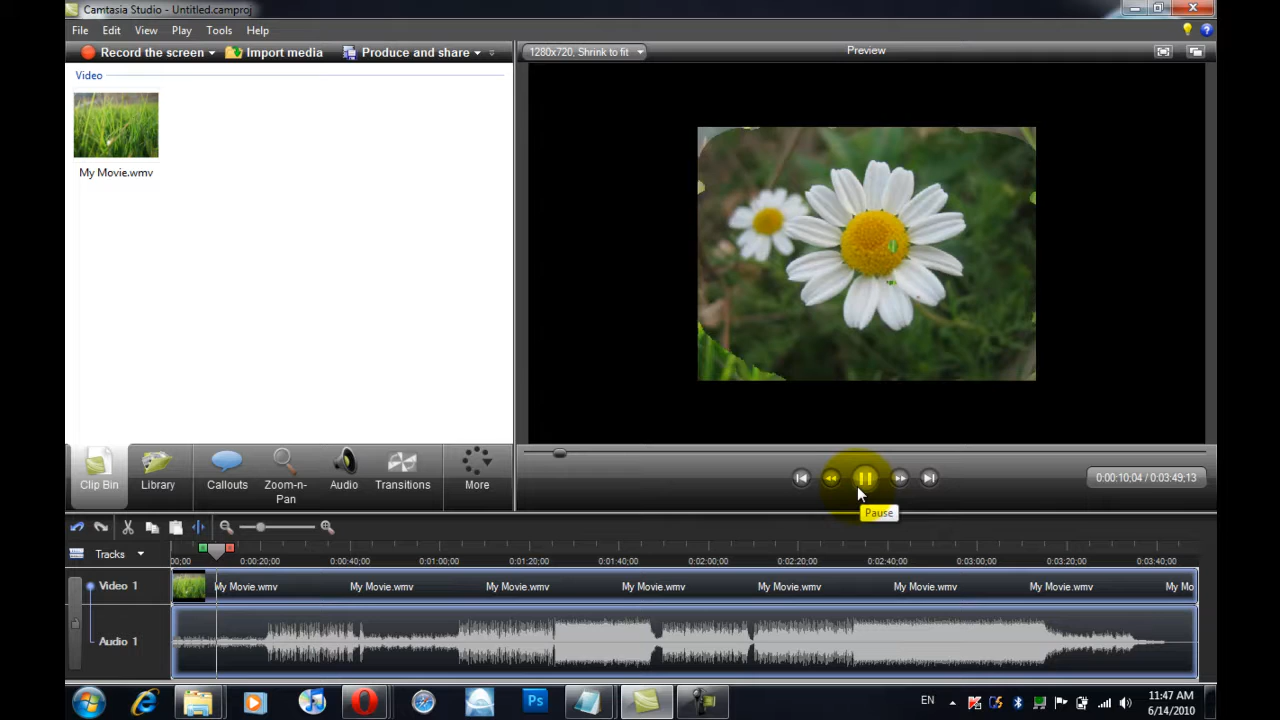 Camtasia Studio - Untitled.camproj
File Edit View Play Tools Help
Record the screen Import media Produce and share
1280x720, Shrink to fit
Preview
Video
My Movie.wmv
Clip Bin
Library
Callouts
Zoom-n-Pan
Audio
Transitions
More
0:00:10;04 / 0:03:49;13
Pause
Tracks
00;00 0:00:20;00 0:00:40;00 0:01:00;00 0:01:20;00 0:01:40;00 0:02:00;00 0:02:20;00 0:02:40;00 0:03:00;00 0:03:20;00 0:03:40;00
Video 1 My Movie.wmv My Movie.wmv My Movie.wmv My Movie.wmv My Movie.wmv My Movie.wmv My Movie.wmv My Mo
Audio 1
Ps
EN
11:47 AM
6/14/2010